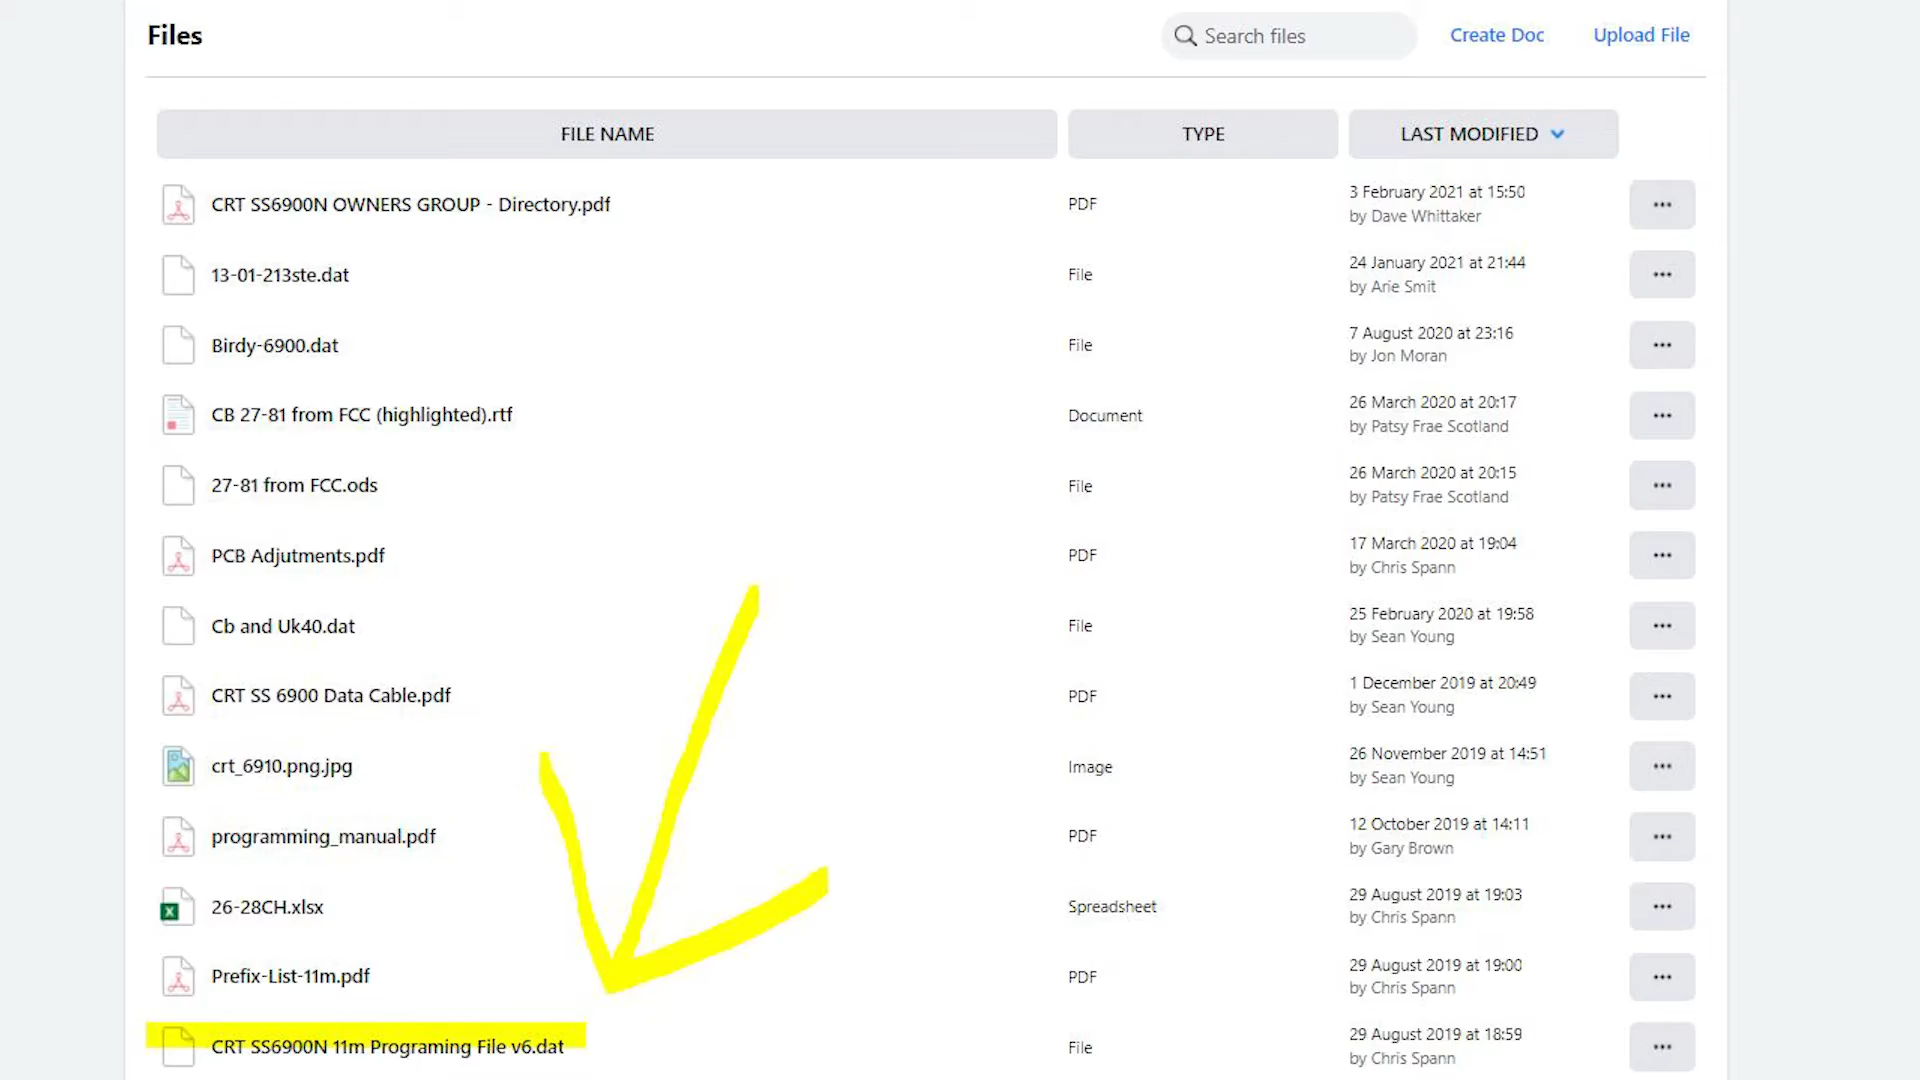 Files
Search files
Create Doc
Upload File
FILE NAME
TYPE
LAST MODIFIED
CRT SS6900N OWNERS GROUP - Directory.pdf
PDF
3 February 2021 at 15:50
by Dave Whittaker
13-01-213ste.dat
File
24 January 2021 at 21:44
by Arie Smit
Birdy-6900.dat
File
7 August 2020 at 23:16
by Jon Moran
CB 27-81 from FCC (highlighted).rtf
Document
26 March 2020 at 20:17
by Patsy Frae Scotland
27-81 from FCC.ods
File
26 March 2020 at 20:15
by Patsy Frae Scotland
PCB Adjutments.pdf
PDF
17 March 2020 at 19:04
by Chris Spann
Cb and Uk40.dat
File
25 February 2020 at 19:58
by Sean Young
CRT SS 6900 Data Cable.pdf
PDF
1 December 2019 at 20:49
by Sean Young
crt_6910.png.jpg
Image
26 November 2019 at 14:51
by Sean Young
programming_manual.pdf
PDF
12 October 2019 at 14:11
by Gary Brown
26-28CH.xlsx
Spreadsheet
29 August 2019 at 19:03
by Chris Spann
Prefix-List-11m.pdf
PDF
29 August 2019 at 19:00
by Chris Spann
CRT SS6900N 11m Programing File v6.dat
File
29 August 2019 at 18:59
by Chris Spann